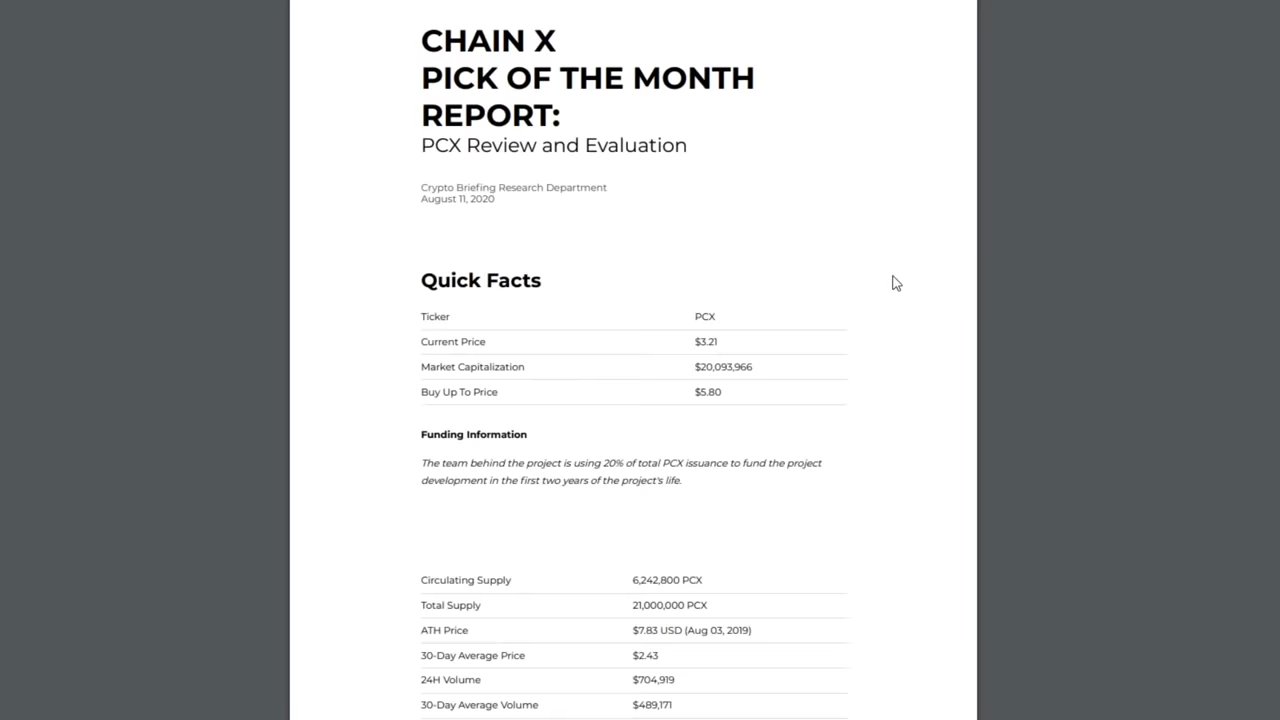 CHAIN X
PICK OF THE MONTH
REPORT:
PCX Review and Evaluation
Crypto Briefing Research Department
August 11, 2020
Quick Facts
Ticker PCX
Current Price $3.21
Market Capitalization $20,093,966
Buy Up To Price $5.80
Funding Information
The team behind the project is using 20% of total PCX issuance to fund the project
development in the first two years of the project's life.
Circulating Supply 6,242,800 PCX
Total Supply 21,000,000 PCX
ATH Price $7.83 USD (Aug 03, 2019)
30-Day Average Price $2.43
24H Volume $704,919
30-Day Average Volume $489,171